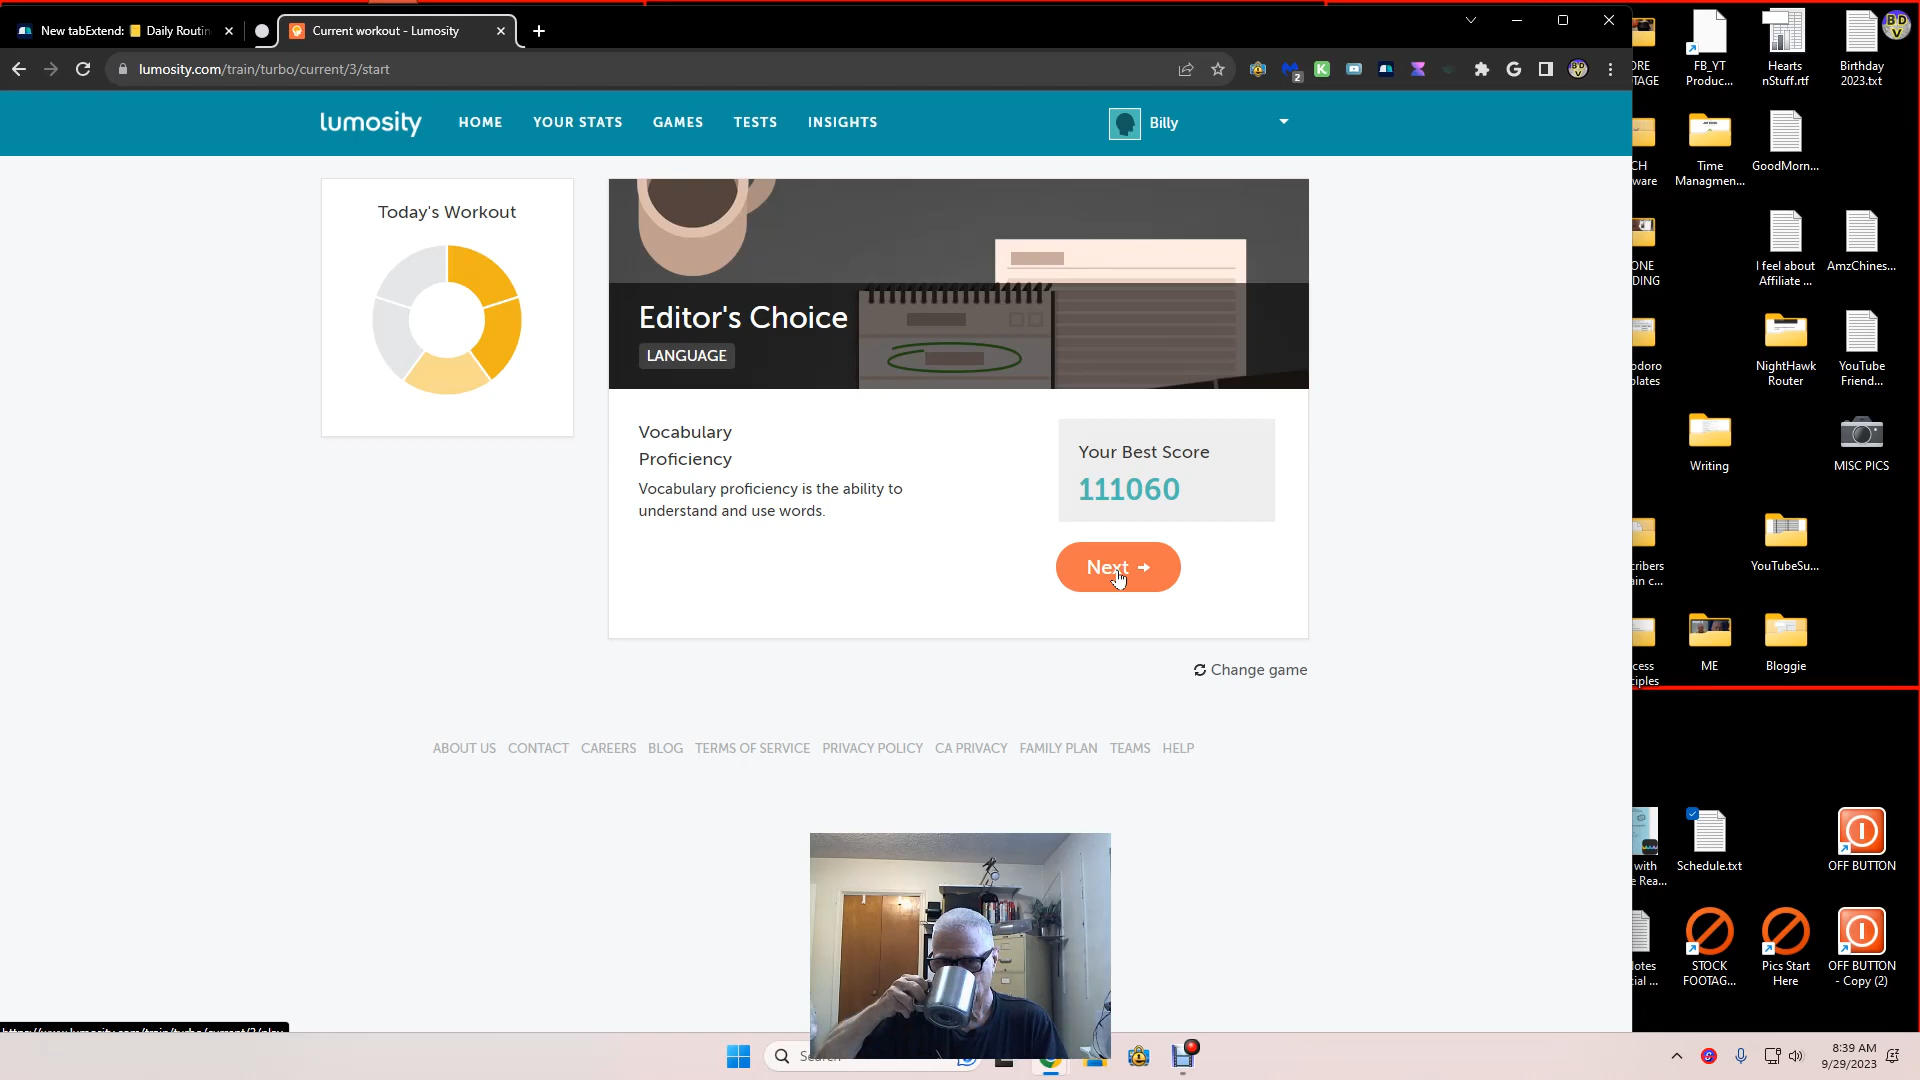 New tabExtend: Daily Routin
Current workout - Lumosity
lumosity.com/train/turbo/current/3/start
2
lumosity
HOME
YOUR STATS
GAMES
TESTS
INSIGHTS
Billy
Today's Workout
Editor's Choice
LANGUAGE
Vocabulary
Proficiency
Vocabulary proficiency is the ability to
understand and use words.
Your Best Score
111060
Next
Change game
ABOUT US
CONTACT
CAREERS
BLOG
TERMS OF SERVICE
PRIVACY POLICY
CA PRIVACY
FAMILY PLAN
TEAMS
HELP
FB_YT
Produc...
Hearts
nStuff.rtf
Birthday
2023.txt
BD
V
Time
Managmen...
GoodMorn...
I feel about
Affiliate ...
AmzChines...
NightHawk
Router
YouTube
Friend...
Writing
MISC PICS
YouTubeSu...
ME
Bloggie
Schedule.txt
OFF BUTTON
STOCK
FOOTAG...
Pics Start
Here
OFF BUTTON
- Copy (2)
8:39 AM
9/29/2023